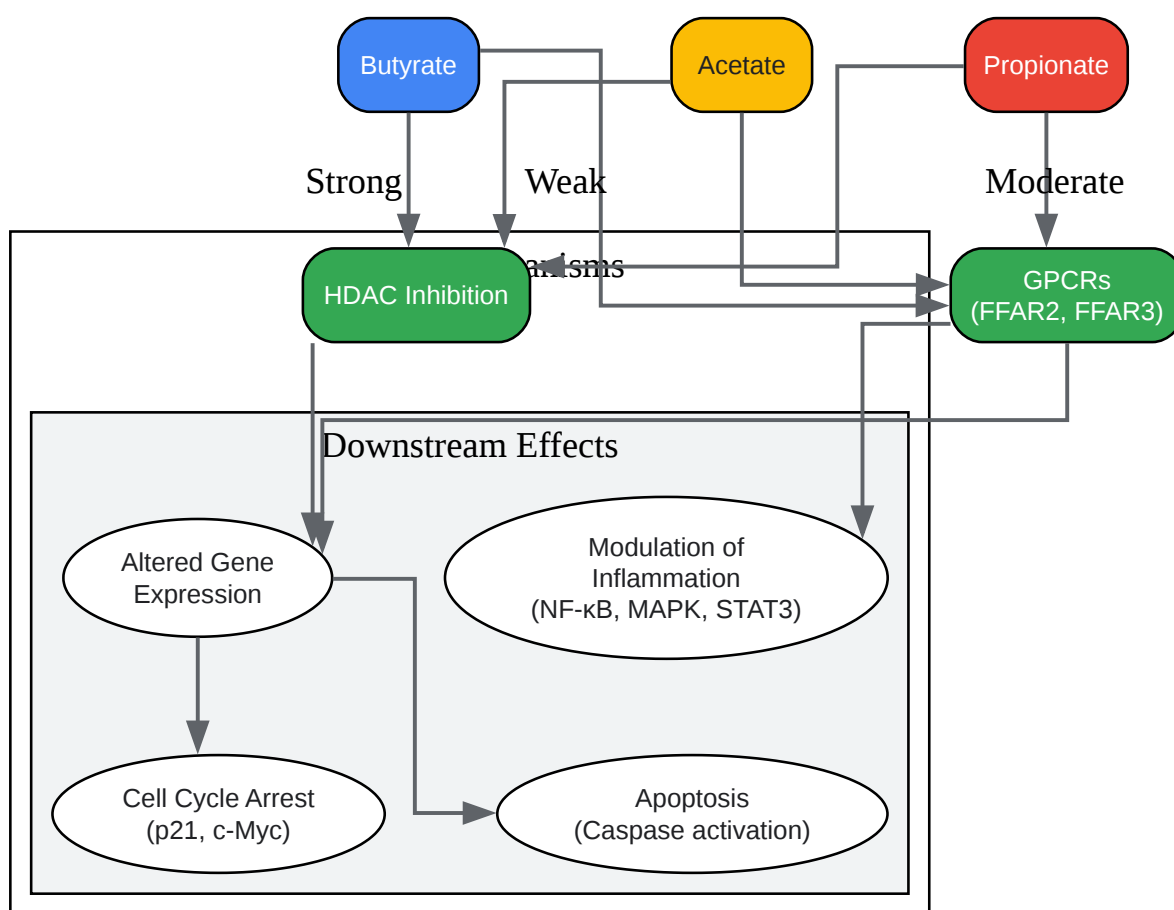 Butyrate
Acetate
Propionate
Strong
Weak
Moderate
HDAC Inhibition
GPCRs
(FFAR2, FFAR3)
Downstream Effects
Altered Gene
Expression
Modulation of
Inflammation
(NF-κB, MAPK, STAT3)
Cell Cycle Arrest
(p21, c-Myc)
Apoptosis
(Caspase activation)